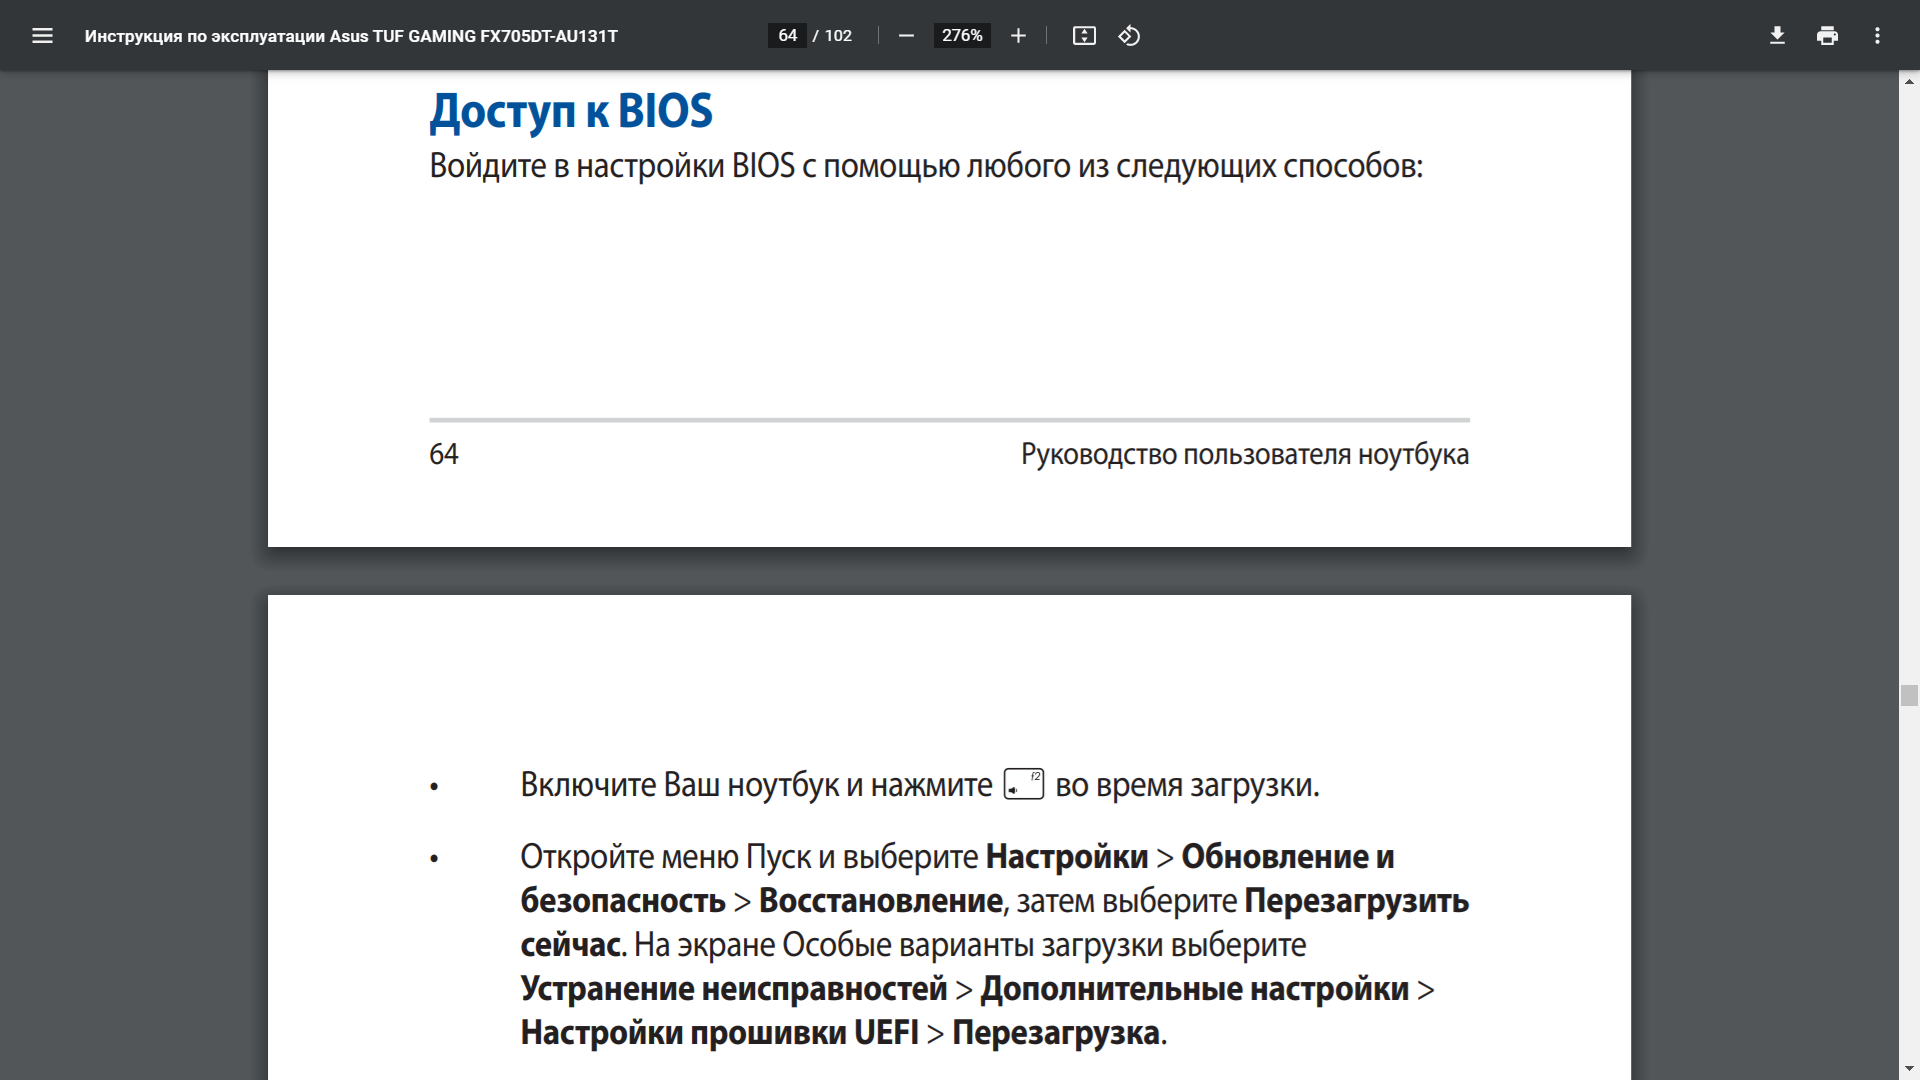 Инструкция по эксплуатации Asus TUF GAMING FX705DT-AU131T
64 / 102
276%
Доступ к BIOS
Войдите в настройки BIOS с помощью любого из следующих способов:
64
Руководство пользователя ноутбука
• Включите Ваш ноутбук и нажмите f2 во время загрузки.
• Откройте меню Пуск и выберите Настройки > Обновление и
безопасность > Восстановление, затем выберите Перезагрузить
сейчас. На экране Особые варианты загрузки выберите
Устранение неисправностей > Дополнительные настройки >
Настройки прошивки UEFI > Перезагрузка.